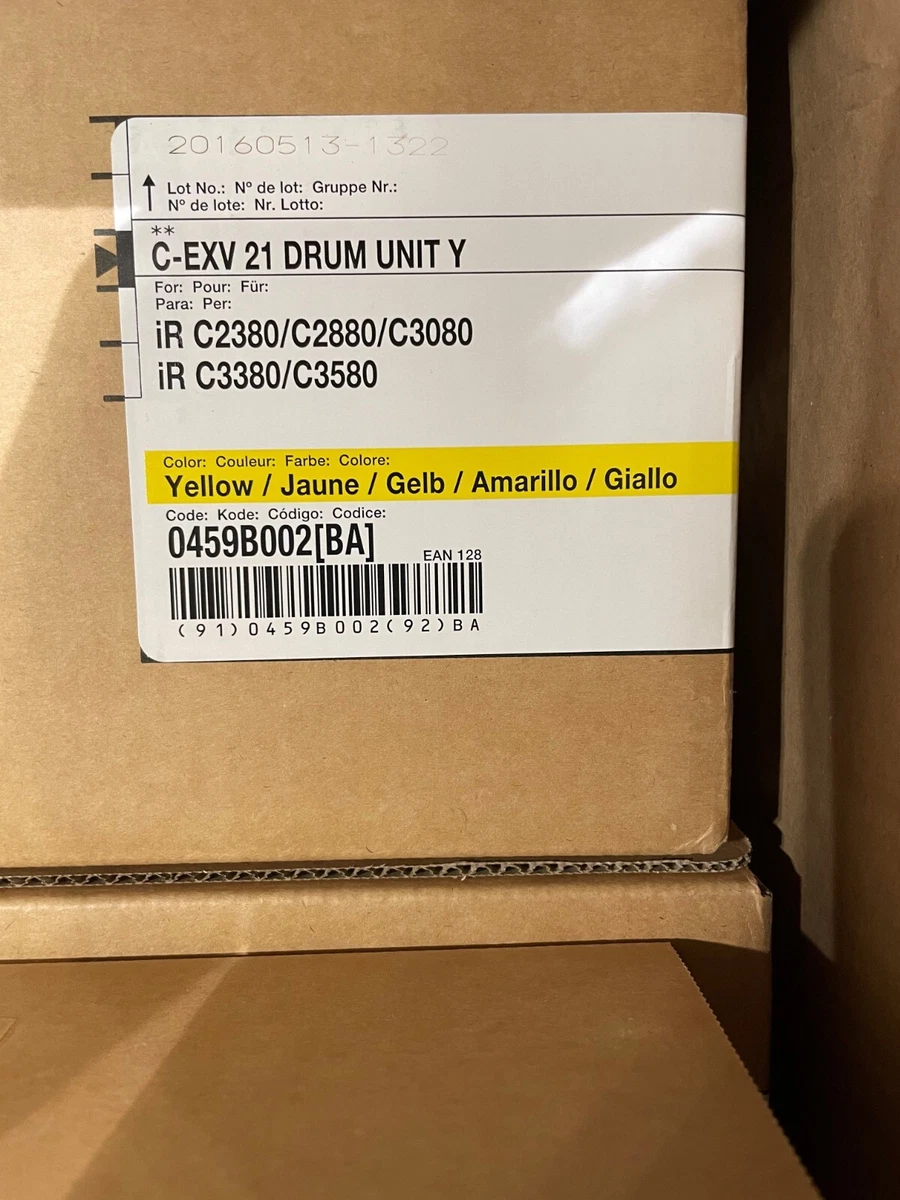 20160513-1322
Lot No.: Nº de lot: Gruppe Nr.:
Nº de lote: Nr. Lotto:
**
C-EXV 21 DRUM UNIT Y
For: Pour: Für:
Para: Per:
iR C2380/C2880/C3080
iR C3380/C3580
Color: Couleur: Farbe: Colore:
Yellow / Jaune / Gelb / Amarillo / Giallo
Code: Kode: Código: Codice:
0459B002[BA]
EAN 128
(91)0459B002(92)BA